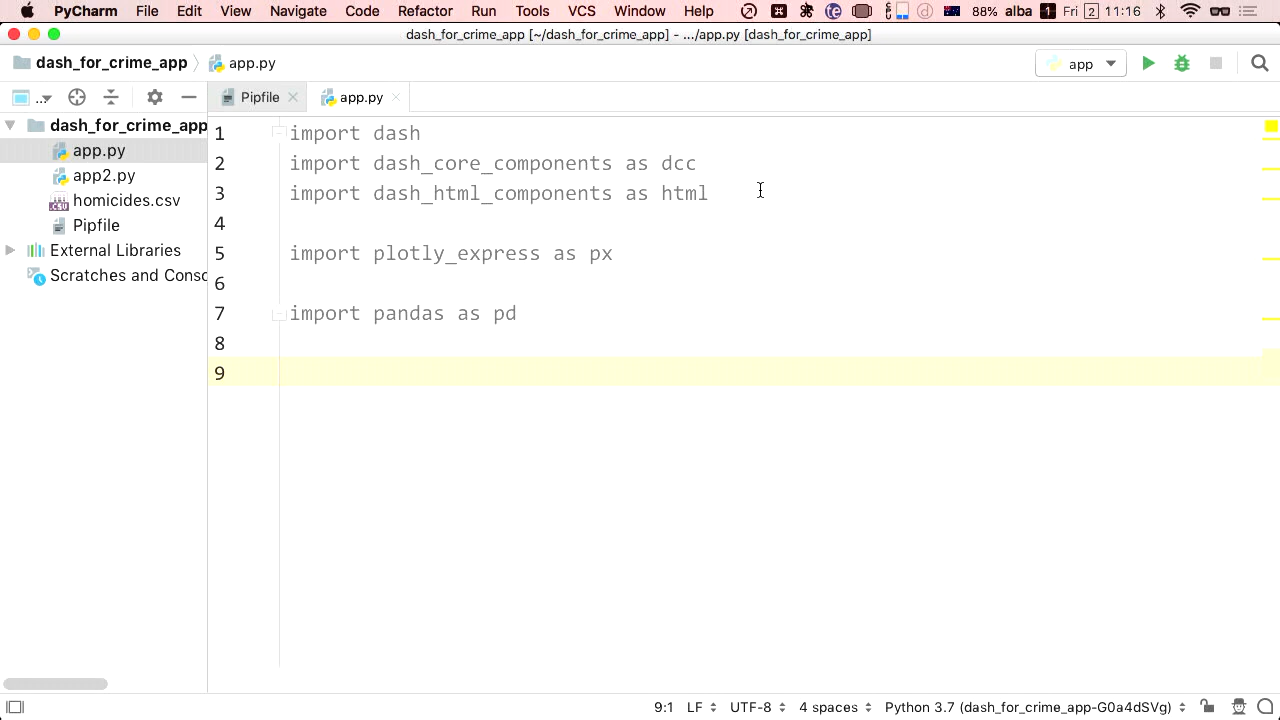 PyCharm File Edit View Navigate Code Refactor Run Tools VCS Window Help te d 88% alba 1 Fri 2 11:16
dash_for_crime_app [~/dash_for_crime_app] - .../app.py [dash_for_crime_app]
dash_for_crime_app app.py app
... Pipfile app.py
dash_for_crime_app
app.py
app2.py
homicides.csv
Pipfile
External Libraries
Scratches and Consc
1 import dash
2 import dash_core_components as dcc
3 import dash_html_components as html
4
5 import plotly_express as px
6
7 import pandas as pd
8
9
9:1 LF UTF-8 4 spaces Python 3.7 (dash_for_crime_app-G0a4dSVg)